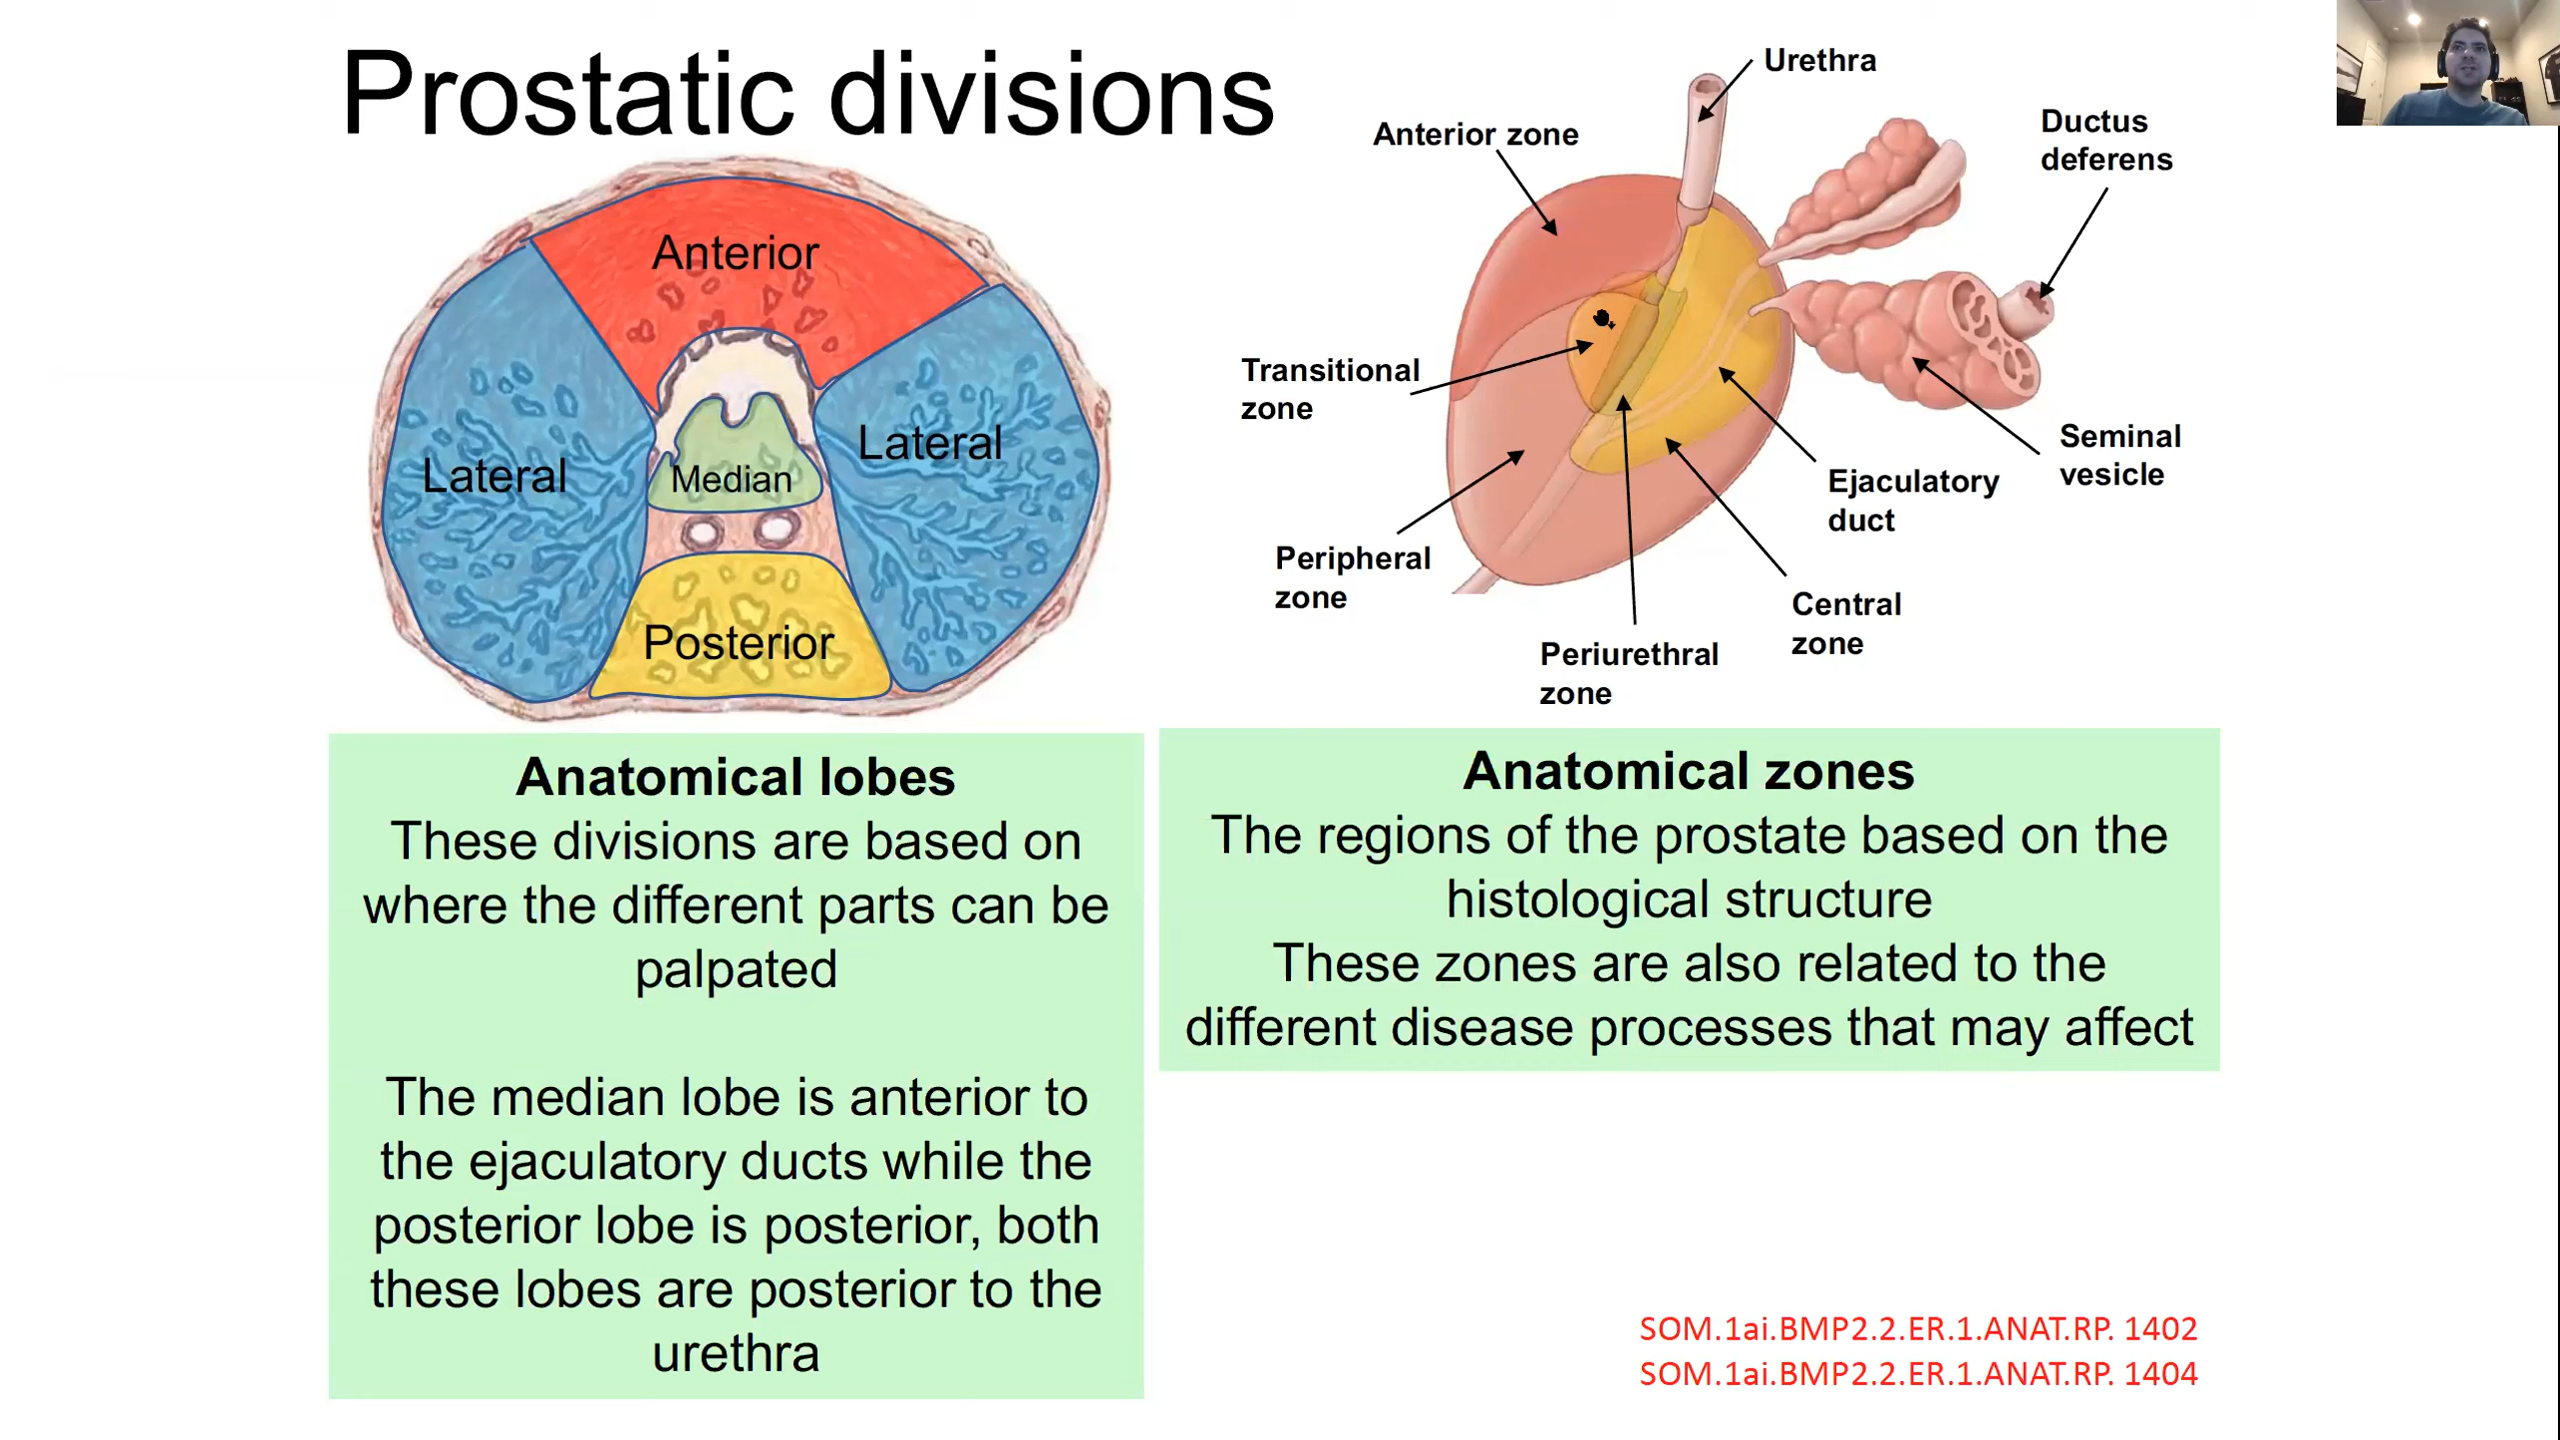 Prostatic divisions
Anterior
Lateral
Lateral
Median
Posterior
Urethra
Anterior zone
Ductus
deferens
Transitional
zone
Seminal
vesicle
Ejaculatory
duct
Peripheral
zone
Central
zone
Periurethral
zone
Anatomical lobes
These divisions are based on
where the different parts can be
palpated
The median lobe is anterior to
the ejaculatory ducts while the
posterior lobe is posterior, both
these lobes are posterior to the
urethra
Anatomical zones
The regions of the prostate based on the
histological structure
These zones are also related to the
different disease processes that may affect
SOM.1ai.BMP2.2.ER.1.ANAT.RP. 1402
SOM.1ai.BMP2.2.ER.1.ANAT.RP. 1404